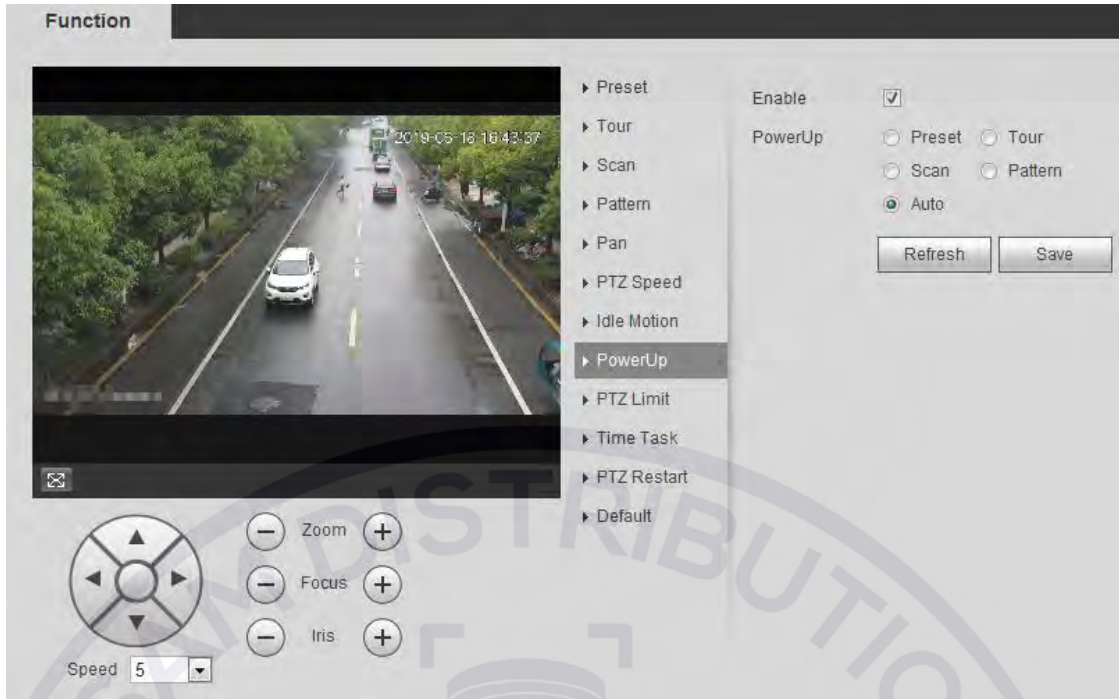 Function
2019-05-18 16:43:37
Preset
Tour
Scan
Pattern
Pan
PTZ Speed
Idle Motion
PowerUp
PTZ Limit
Time Task
PTZ Restart
Default
Enable
PowerUp
Preset Tour
Scan Pattern
Auto
Refresh Save
Zoom
Focus
Iris
Speed 5
DISTRIBUTIO